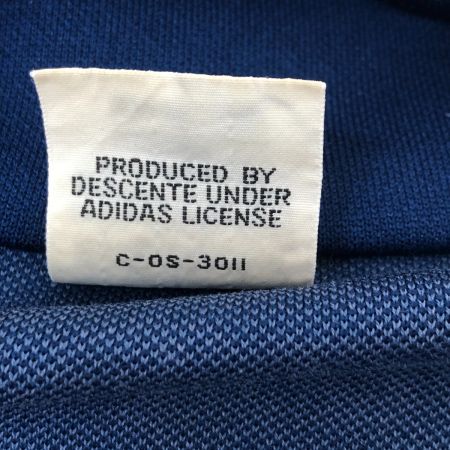 PRODUCED BY
DESCENTE UNDER
ADIDAS LICENSE
C-OS-3011